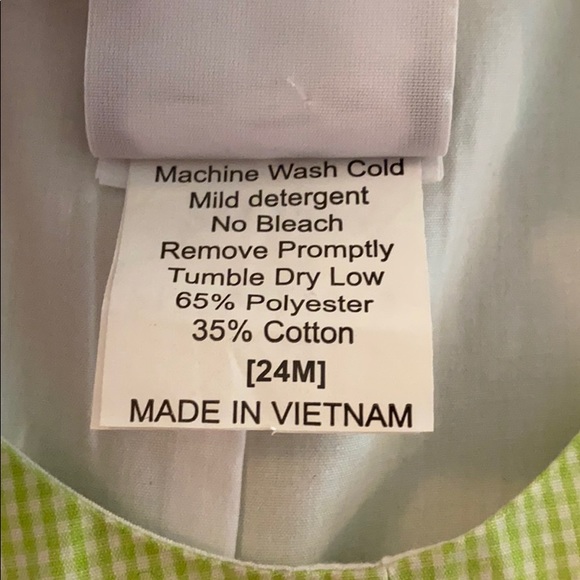 Machine Wash Cold
Mild detergent
No Bleach
Remove Promptly
Tumble Dry Low
65% Polyester
35% Cotton
[24M]
MADE IN VIETNAM